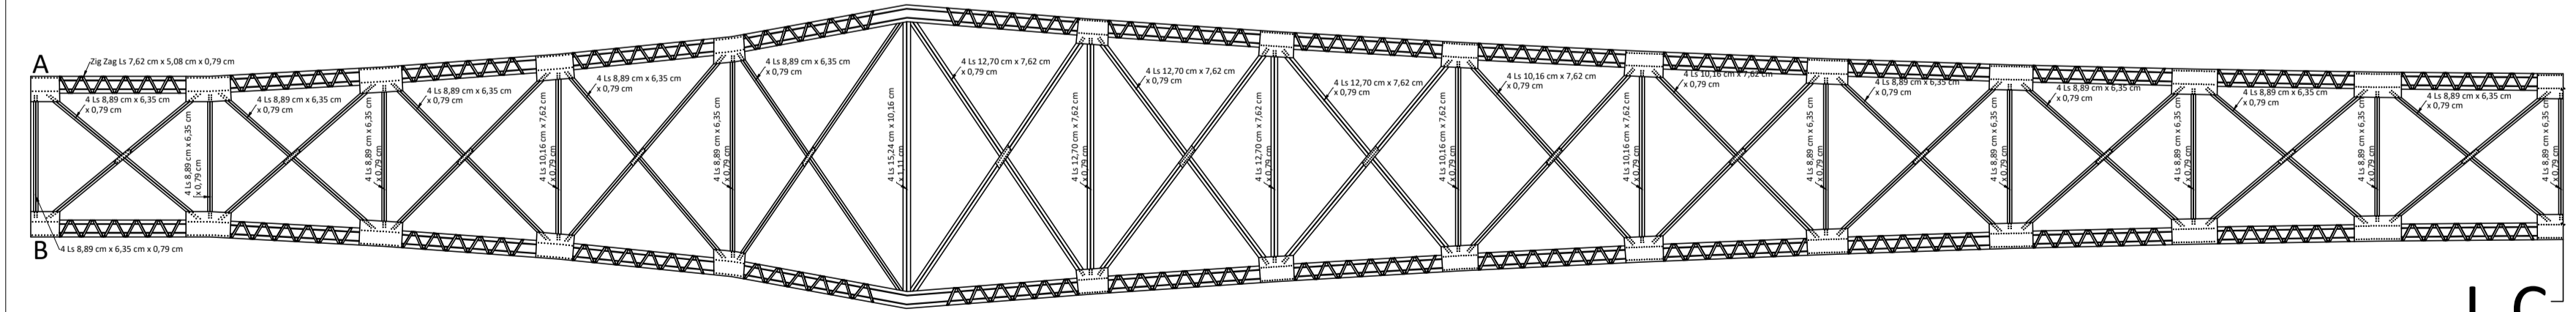 A
Zig Zag Ls 7,62 cm x 5,08 cm x 0,79 cm
4 Ls 8,89 cm x 6,35 cm
x 0,79 cm
4 Ls 8,89 cm x 6,35 cm
x 0,79 cm
4 Ls 8,89 cm x 6,35 cm
x 0,79 cm
4 Ls 8,89 cm x 6,35 cm
x 0,79 cm
4 Ls 8,89 cm x 6,35 cm
x 0,79 cm
4 Ls 12,70 cm x 7,62 cm
x 0,79 cm
4 Ls 12,70 cm x 7,62 cm
x 0,79 cm
4 Ls 12,70 cm x 7,62 cm
x 0,79 cm
4 Ls 10,16 cm x 7,62 cm
x 0,79 cm
4 Ls 10,16 cm x 7,62 cm
x 0,79 cm
4 Ls 8,89 cm x 6,35 cm
x 0,79 cm
4 Ls 8,89 cm x 6,35 cm
x 0,79 cm
4 Ls 8,89 cm x 6,35 cm
x 0,79 cm
4 Ls 8,89 cm x 6,35 cm
x 0,79 cm
4 Ls 8,89 cm x 6,35 cm
x 0,79 cm
4 Ls 8,89 cm x 6,35 cm
x 0,79 cm
4 Ls 10,16 cm x 7,62 cm
x 0,79 cm
4 Ls 8,89 cm x 6,35 cm
x 0,79 cm
4 Ls 15,24 cm x 10,16 cm
x 1,11 cm
4 Ls 12,70 cm x 7,62 cm
x 0,79 cm
4 Ls 12,70 cm x 7,62 cm
x 0,79 cm
4 Ls 10,16 cm x 7,62 cm
x 0,79 cm
4 Ls 10,16 cm x 7,62 cm
x 0,79 cm
4 Ls 8,89 cm x 6,35 cm
x 0,79 cm
4 Ls 8,89 cm x 6,35 cm
x 0,79 cm
4 Ls 8,89 cm x 6,35 cm
x 0,79 cm
4 Ls 8,89 cm x 6,35 cm
x 0,79 cm
4 Ls 8,89 cm x 6,35 cm
x 0,79 cm
B
4 Ls 8,89 cm x 6,35 cm x 0,79 cm